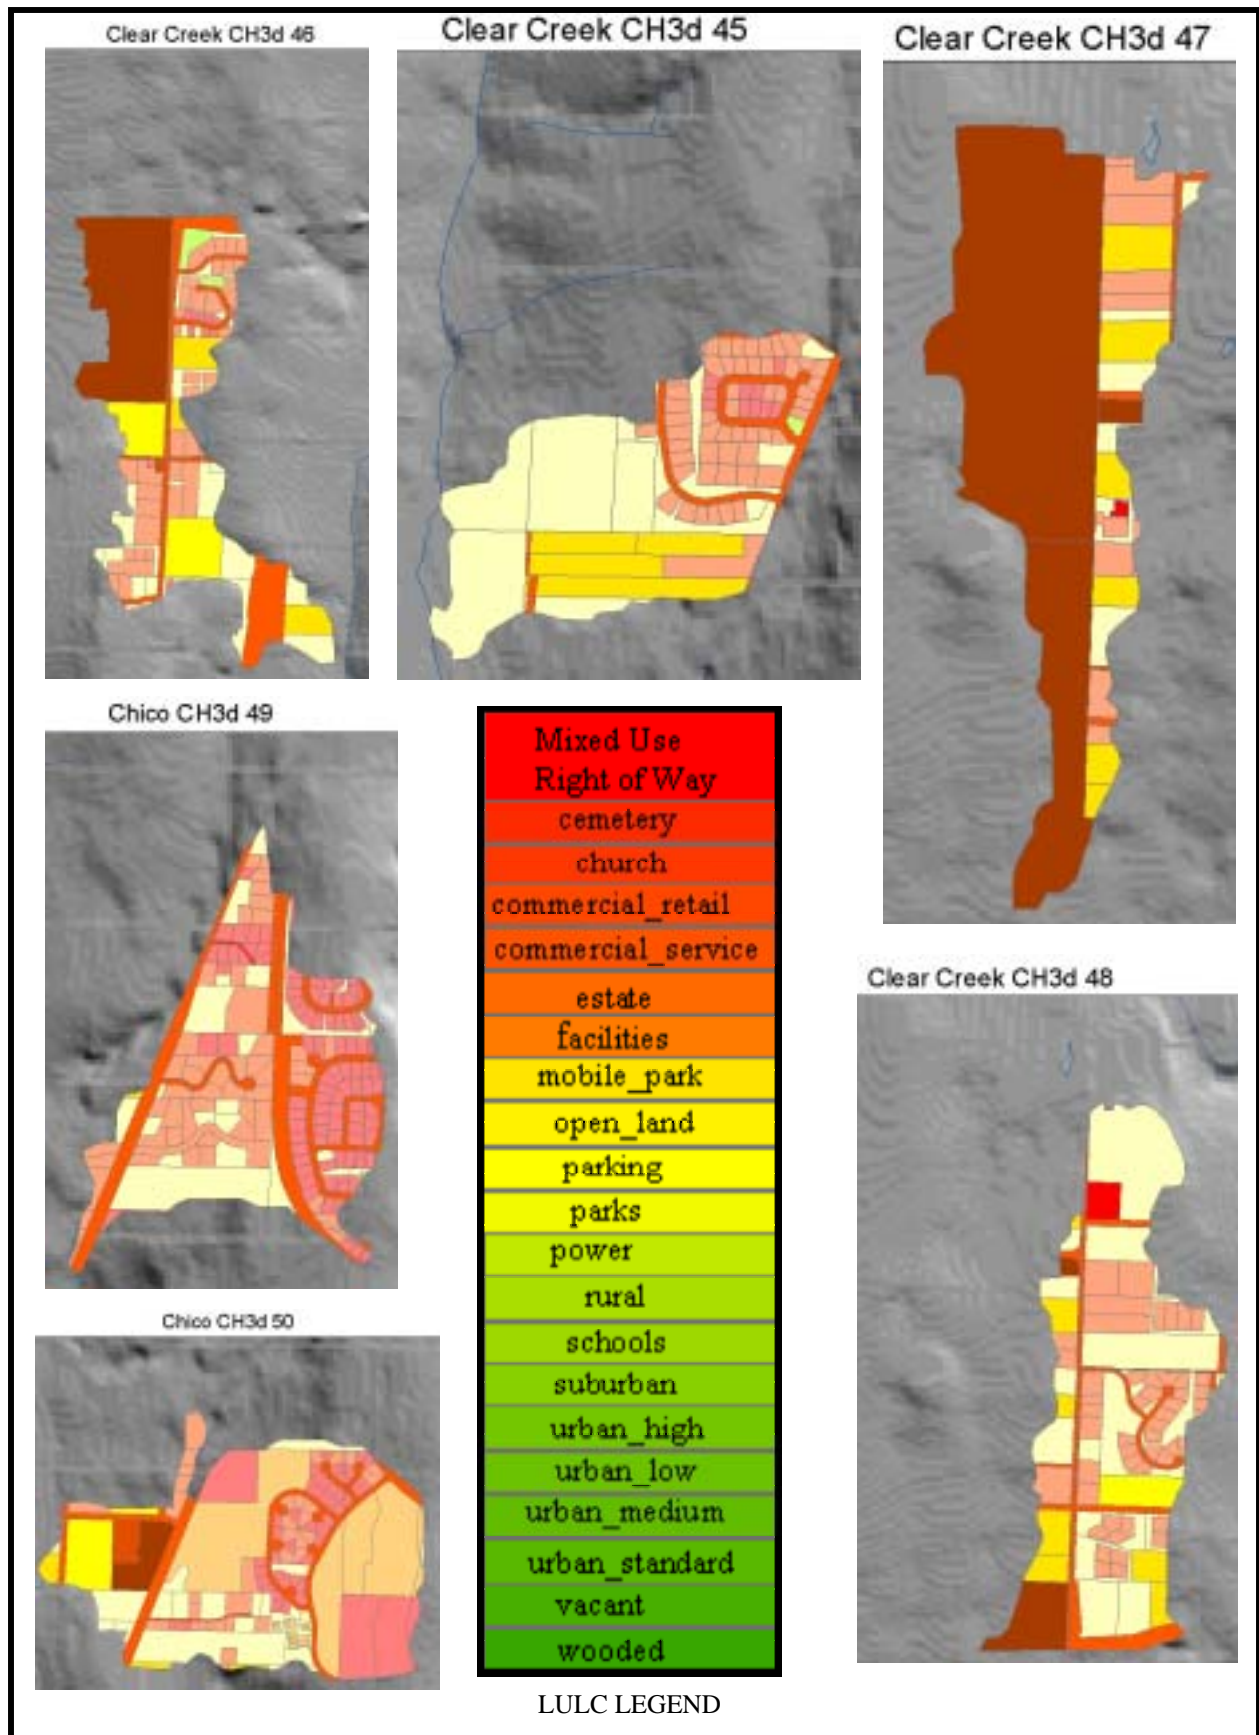 Clear Creek CH3d 46
Clear Creek CH3d 45
Clear Creek CH3d 47
Chico CH3d 49
Mixed Use
Right of Way
cemetery
church
commercial_retail
commercial_service
estate
facilities
mobile_park
open_land
parking
parks
power
rural
schools
suburban
urban_high
urban_low
urban_medium
urban_standard
vacant
wooded
Clear Creek CH3d 48
Chico CH3d 50
LULC LEGEND